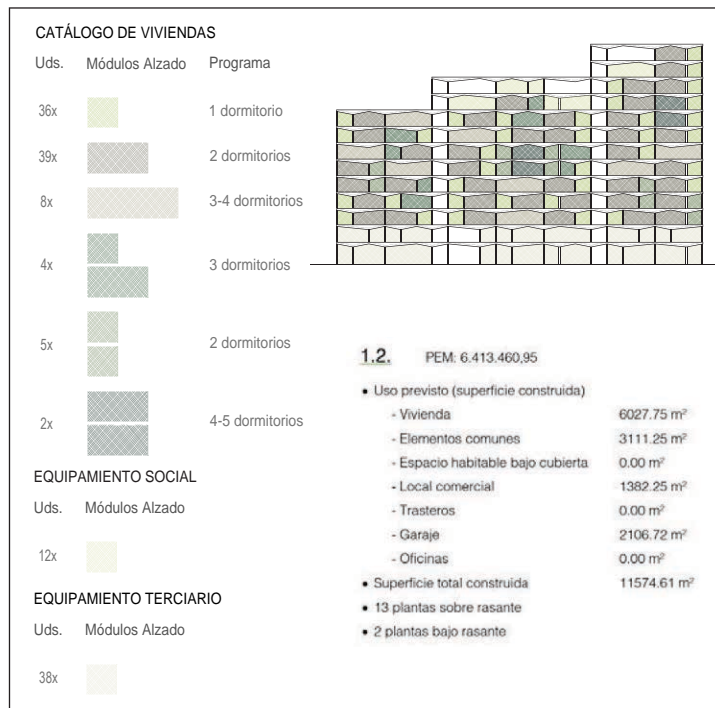 CATÁLOGO DE VIVIENDAS
Uds. Módulos Alzado Programa
36x 1 dormitorio
39x 2 dormitorios
8x 3-4 dormitorios
4x 3 dormitorios
5x 2 dormitorios
2x 4-5 dormitorios
EQUIPAMIENTO SOCIAL
Uds. Módulos Alzado
12x
EQUIPAMIENTO TERCIARIO
Uds. Módulos Alzado
38x
1.2. PEM: 6.413.460,95
• Uso previsto (superficie construida)
- Vivienda 6027.75 m²
- Elementos comunes 3111.25 m²
- Espacio habitable bajo cubierta 0.00 m²
- Local comercial 1382.25 m²
- Trasteros 0.00 m²
- Garaje 2106.72 m²
- Oficinas 0.00 m²
• Superficie total construida 11574.61 m²
• 13 plantas sobre rasante
• 2 plantas bajo rasante